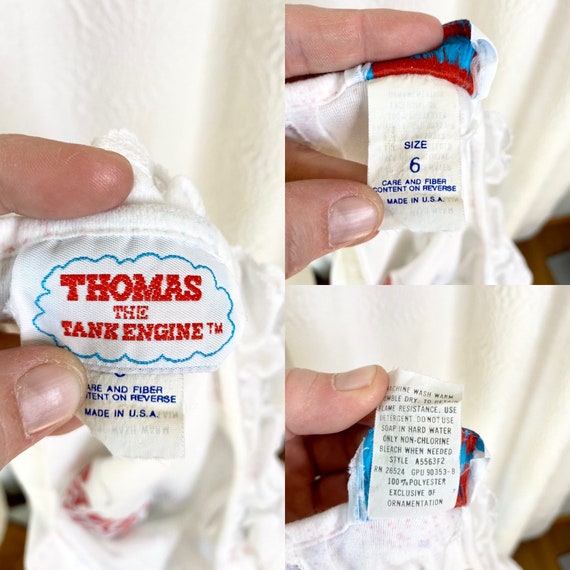 THOMAS
THE
TANK ENGINE™
CARE AND FIBER
CONTENT ON REVERSE
MADE IN U.S.A.
SIZE
6
CARE AND FIBER
CONTENT ON REVERSE
MADE IN U.S.A.
MACHINE WASH WARM
TUMBLE DRY. TO RETAIN
FLAME RESISTANCE. USE
DETERGENT. DO NOT USE
SOAP IN HARD WATER
ONLY NON-CHLORINE
BLEACH WHEN NEEDED
STYLE A5563FZ
RN 26524 GPU 90353-B
100% POLYESTER
EXCLUSIVE OF
ORNAMENTATION